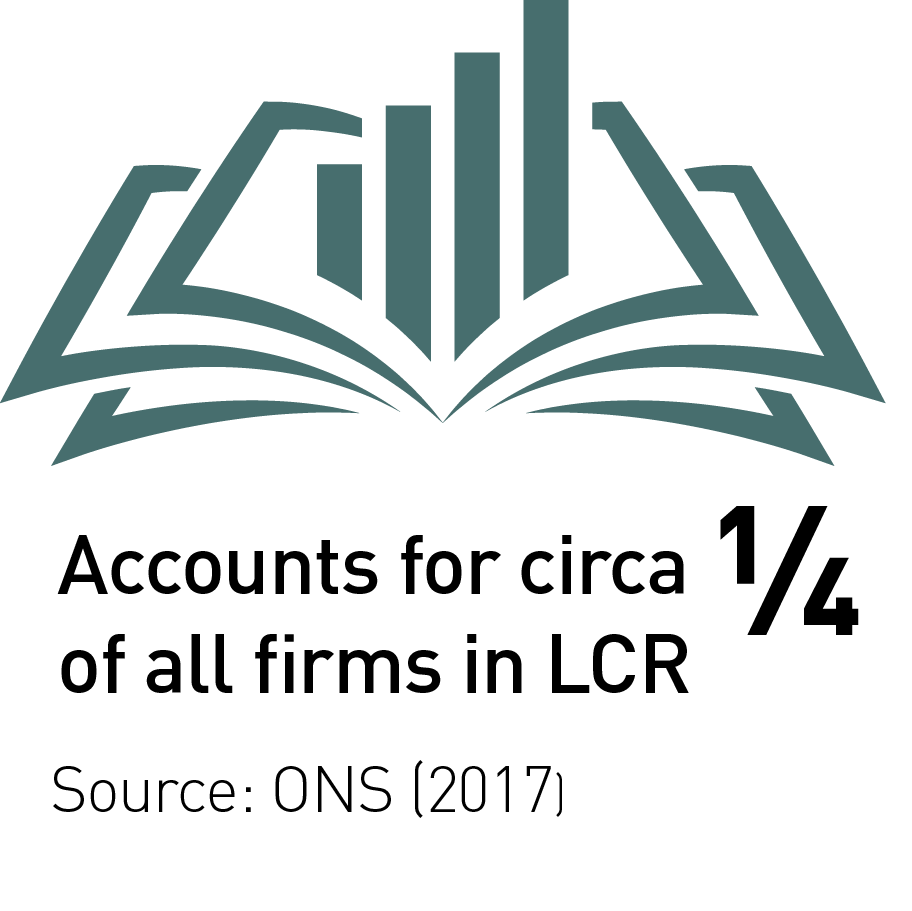 Accounts for circa 1/4
of all firms in LCR
Source: ONS (2017)